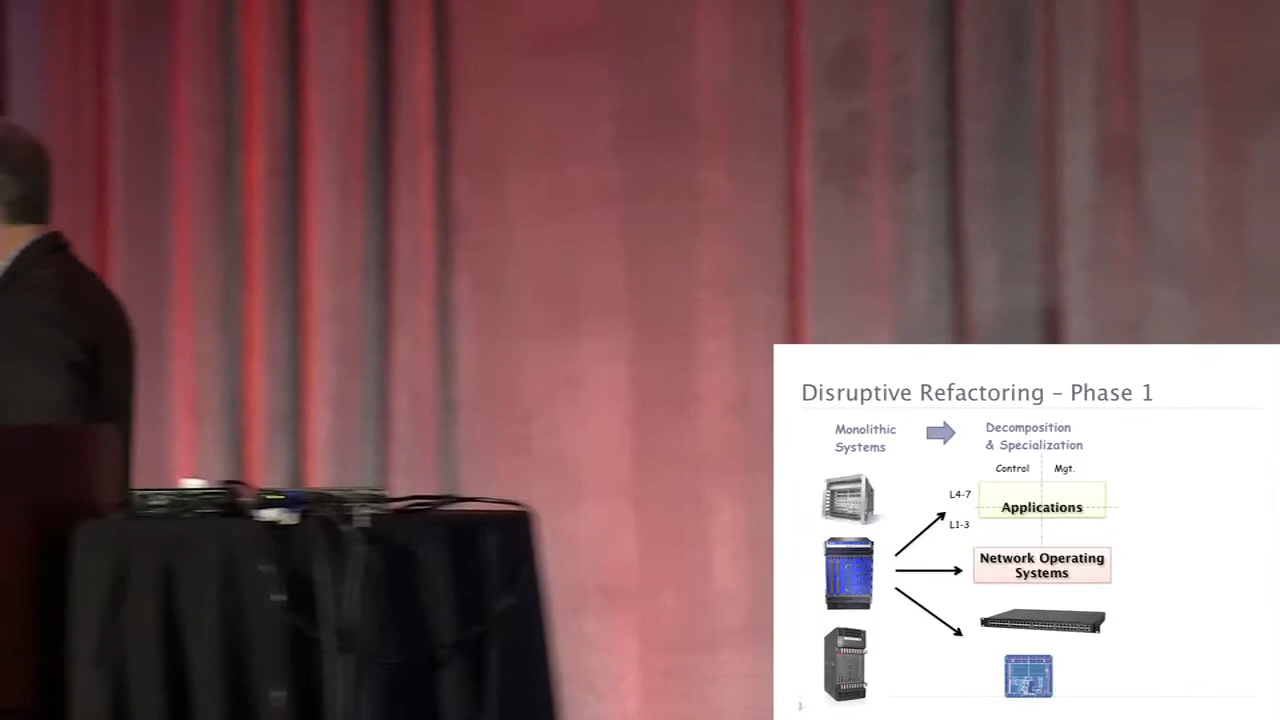 Disruptive Refactoring – Phase 1
Monolithic
Systems
Decomposition
& Specialization
Control
Mgt.
L4-7
Applications
L1-3
Network Operating
Systems